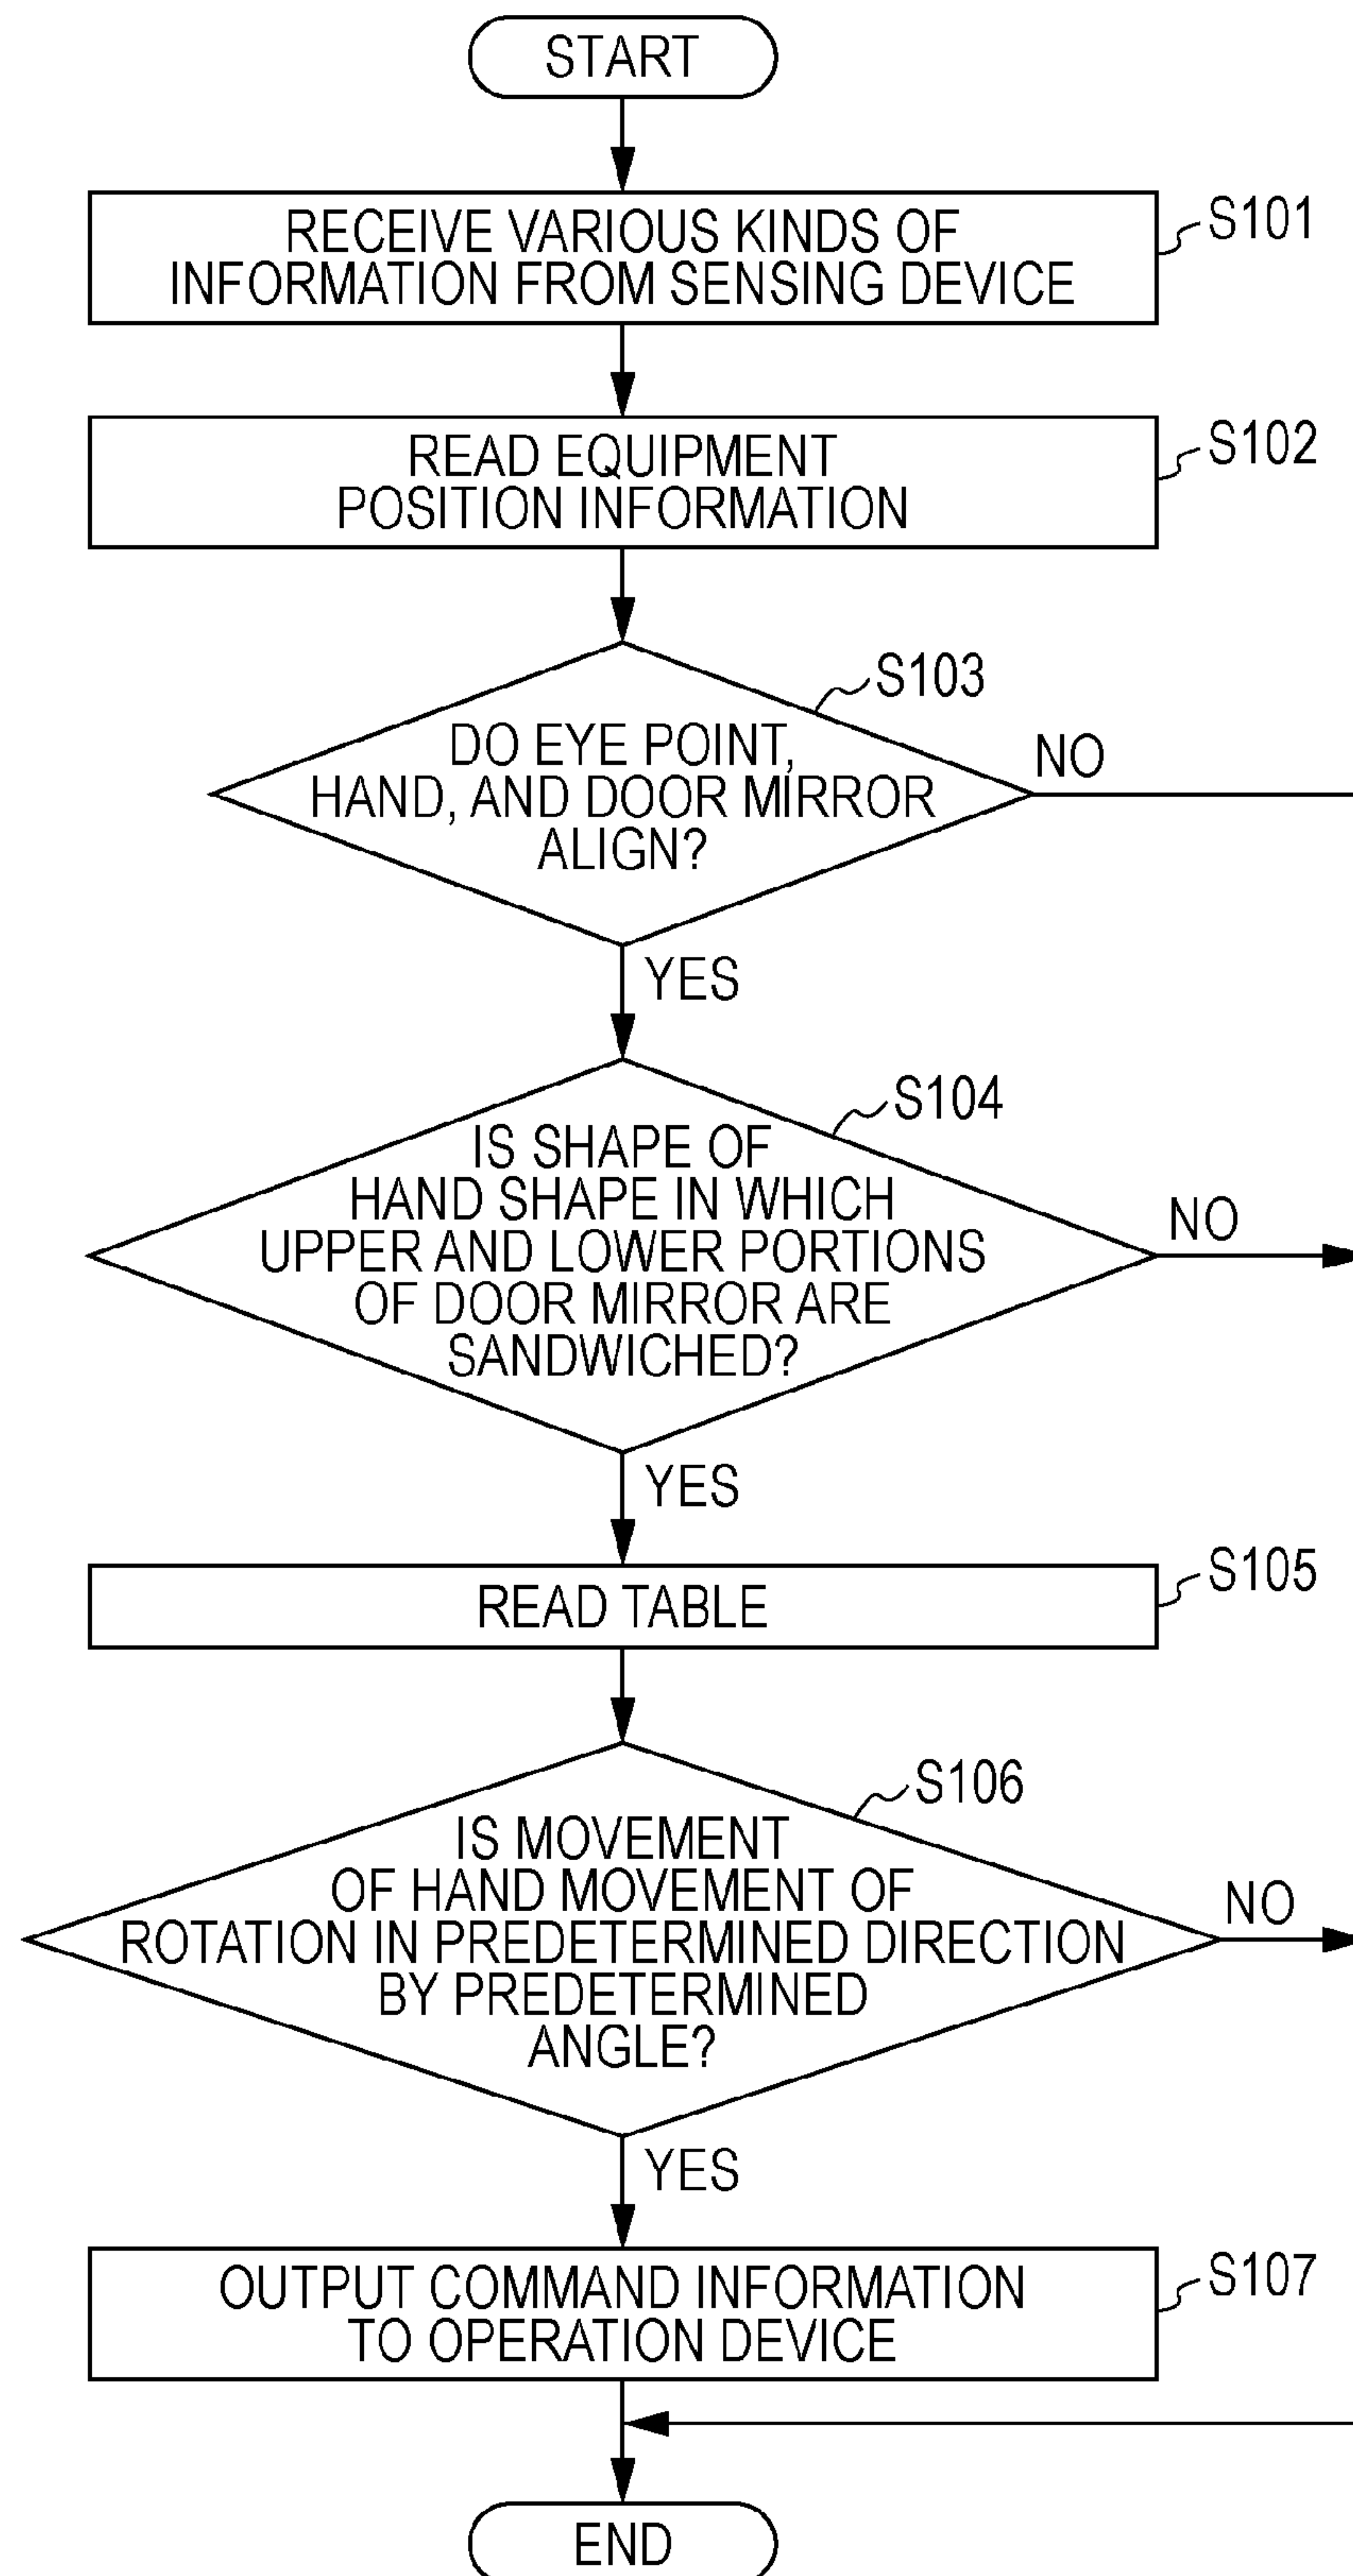 START
RECEIVE VARIOUS KINDS OF
INFORMATION FROM SENSING DEVICE
S101
READ EQUIPMENT
POSITION INFORMATION
S102
S103
DO EYE POINT,
HAND, AND DOOR MIRROR
ALIGN?
NO
YES
S104
IS SHAPE OF
HAND SHAPE IN WHICH
UPPER AND LOWER PORTIONS
OF DOOR MIRROR ARE
SANDWICHED?
NO
YES
READ TABLE
S105
S106
IS MOVEMENT
OF HAND MOVEMENT OF
ROTATION IN PREDETERMINED DIRECTION
BY PREDETERMINED
ANGLE?
NO
YES
OUTPUT COMMAND INFORMATION
TO OPERATION DEVICE
S107
END